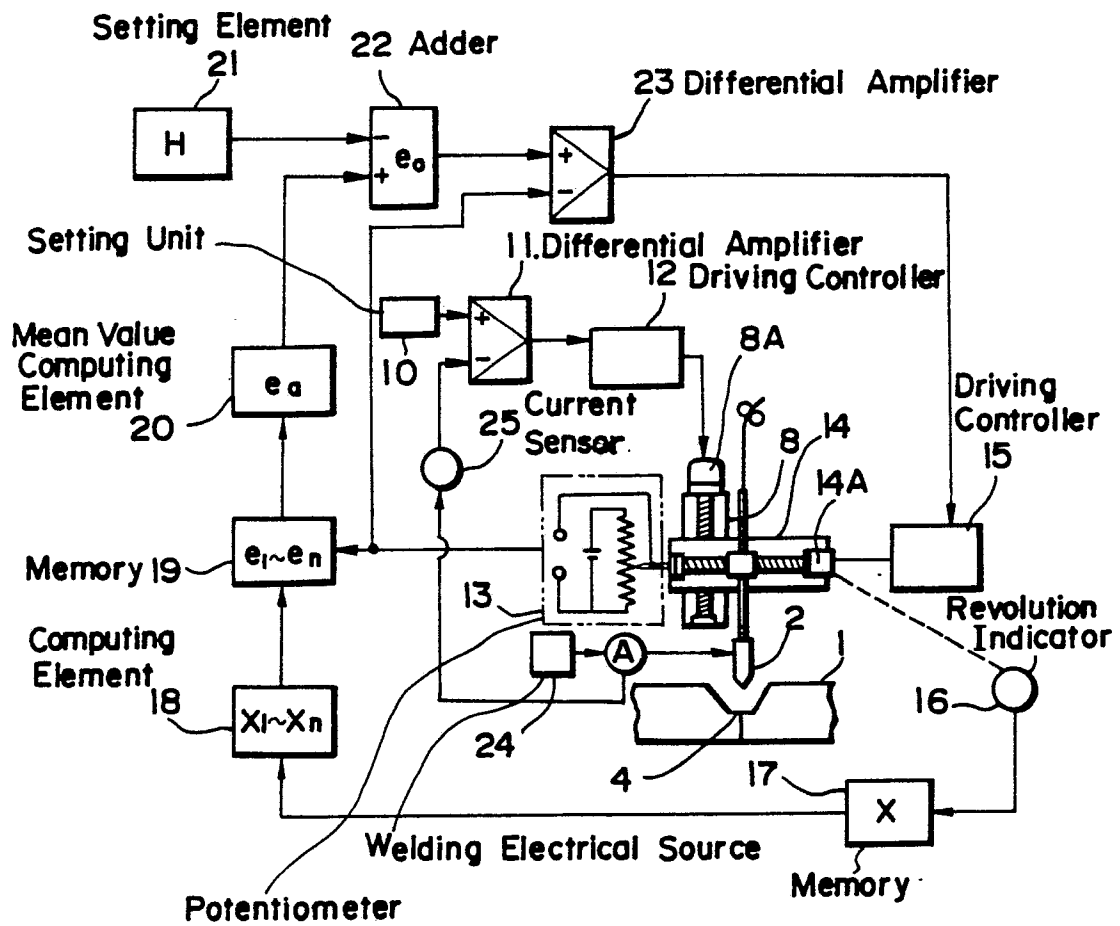 Setting Element
21
22 Adder
23 Differential Amplifier
H
-
+
e₀
+
-
Setting Unit
11. Differential Amplifier
12 Driving Controller
+
-
10
8A
Mean Value
Computing
Element
20
eₐ
Current
Sensor
25
8
14
14A
Driving
Controller
15
Memory 19
e₁~eₙ
13
2
1
Revolution
Indicator
16
Computing
Element
18
X₁~Xₙ
A
24
4
17
X
Memory
Welding Electrical Source
Potentiometer